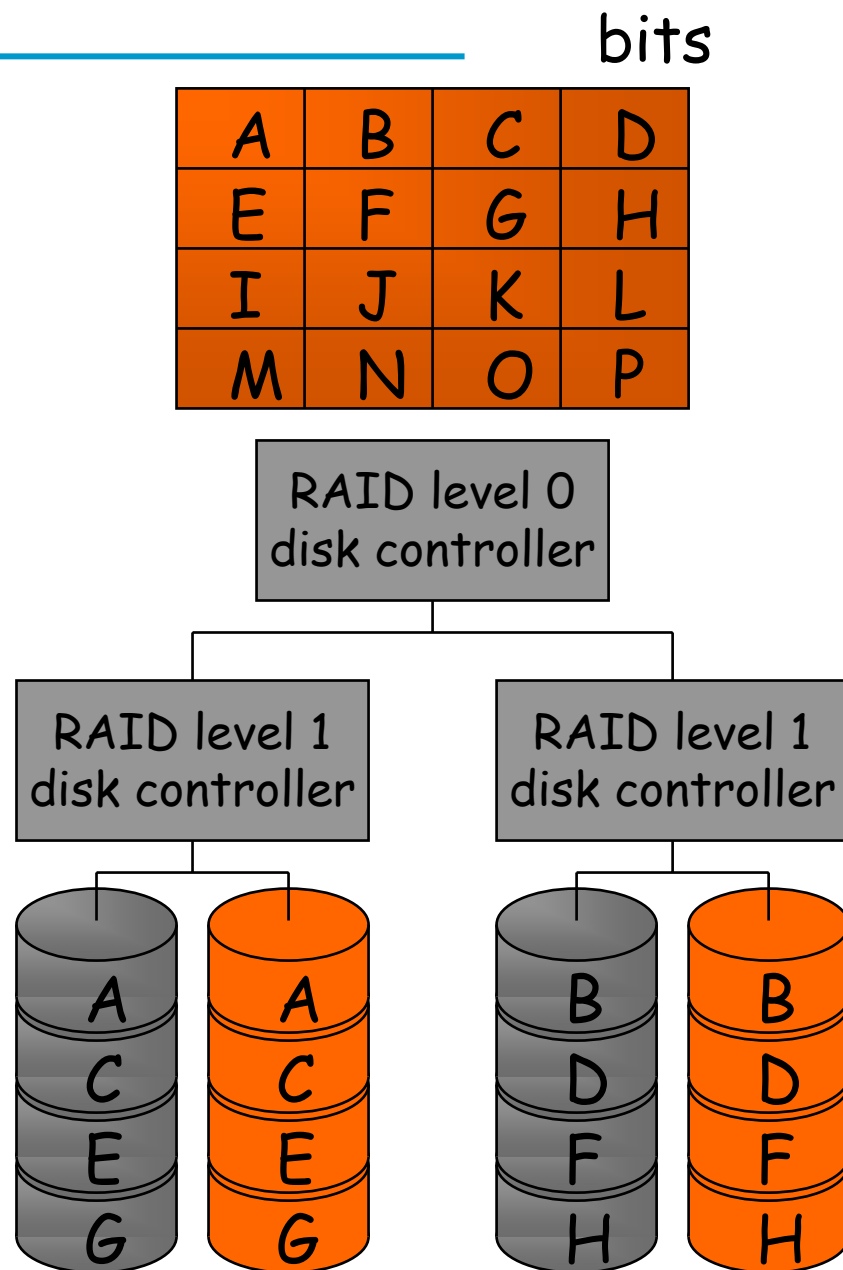 bits
A B C D
E F G H
I J K L
M N O P
RAID level 0
disk controller
RAID level 1
disk controller
RAID level 1
disk controller
A A B B
C C D D
E E F F
G G H H